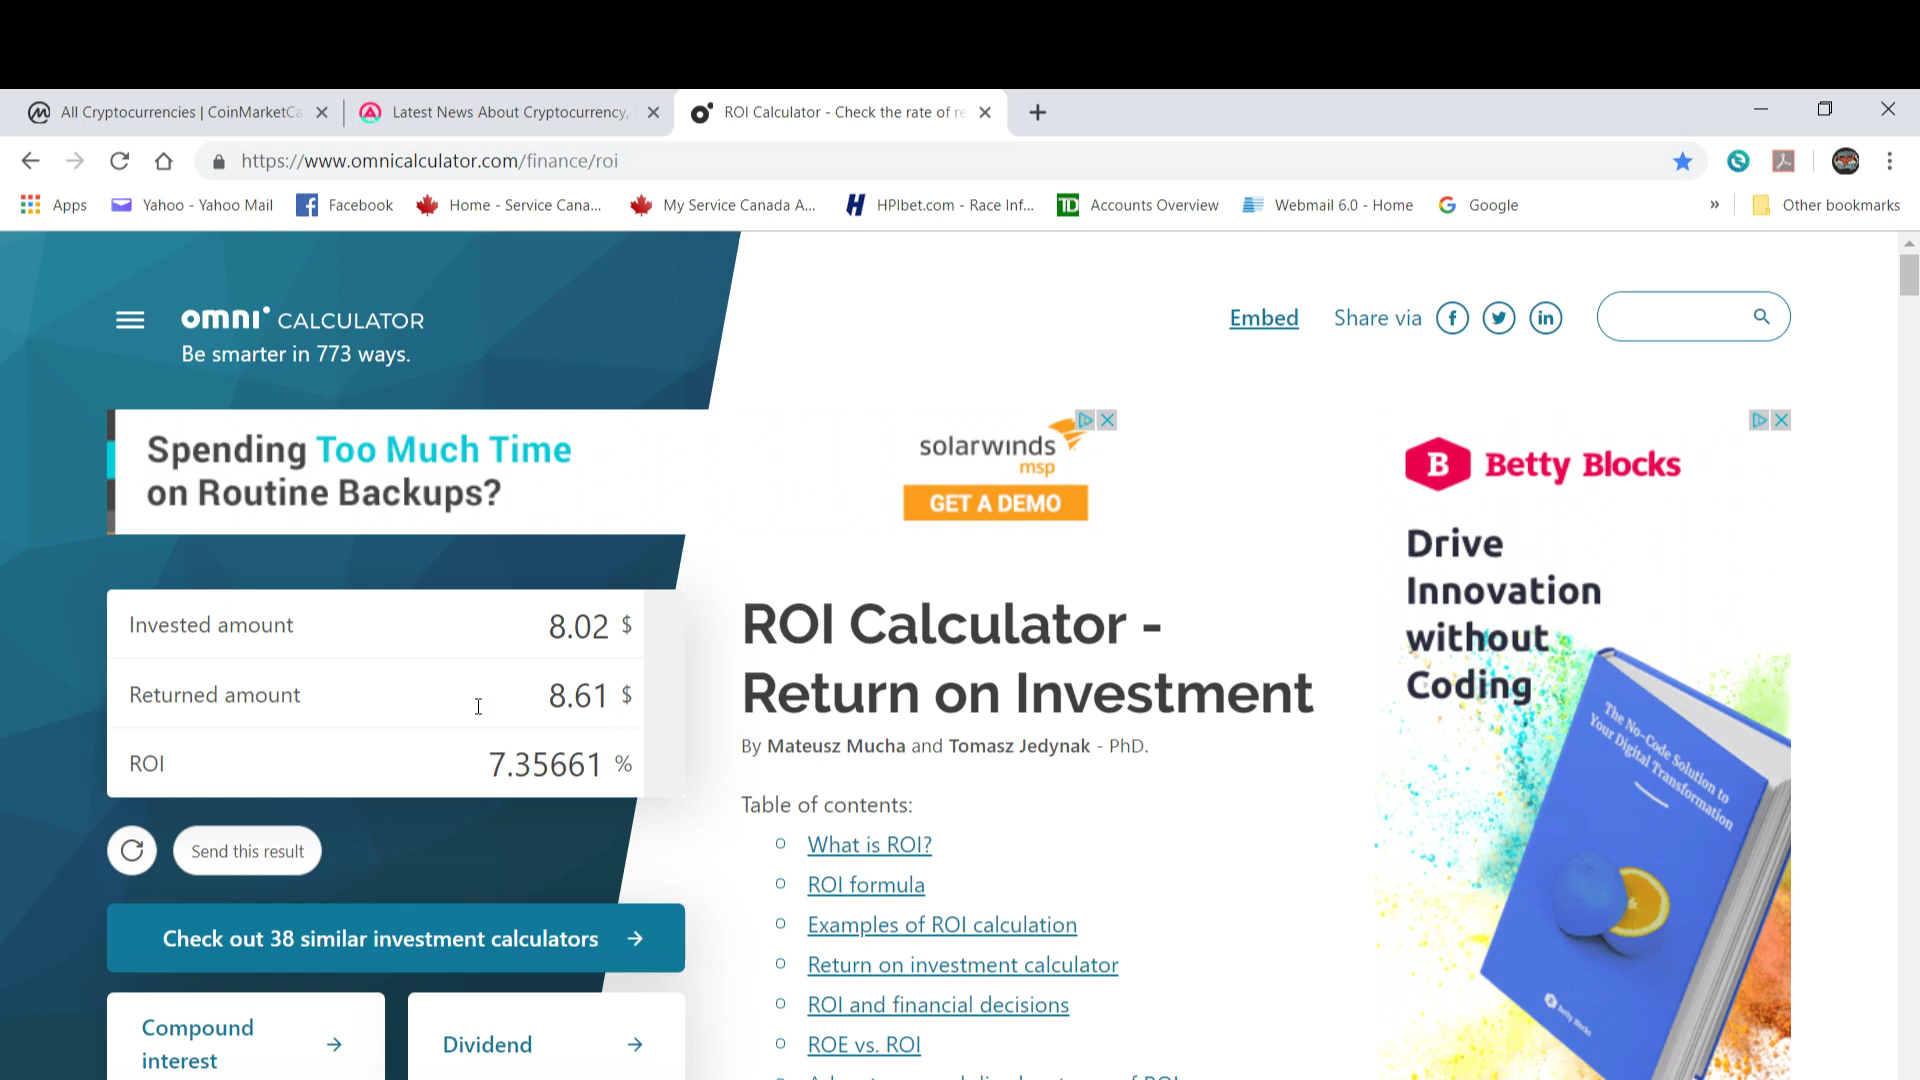 All Cryptocurrencies | CoinMarketCa
Latest News About Cryptocurrency,
ROI Calculator - Check the rate of re
https://www.omnicalculator.com/finance/roi
Apps
Yahoo - Yahoo Mail
Facebook
Home - Service Cana...
My Service Canada A...
HPIbet.com - Race Inf...
TD
Accounts Overview
Webmail 6.0 - Home
Google
»
Other bookmarks
omni CALCULATOR
Be smarter in 773 ways.
Embed
Share via
Spending Too Much Time
on Routine Backups?
solarwinds
msp
GET A DEMO
B Betty Blocks
Drive
Innovation
without
Coding
The No-Code Solution to
Your Digital Transformation
Betty Blocks
Invested amount 8.02 $
Returned amount 8.61 $
ROI 7.35661 %
Send this result
Check out 38 similar investment calculators
Compound
interest
Dividend
ROI Calculator -
Return on Investment
By Mateusz Mucha and Tomasz Jedynak - PhD.
Table of contents:
What is ROI?
ROI formula
Examples of ROI calculation
Return on investment calculator
ROI and financial decisions
ROE vs. ROI